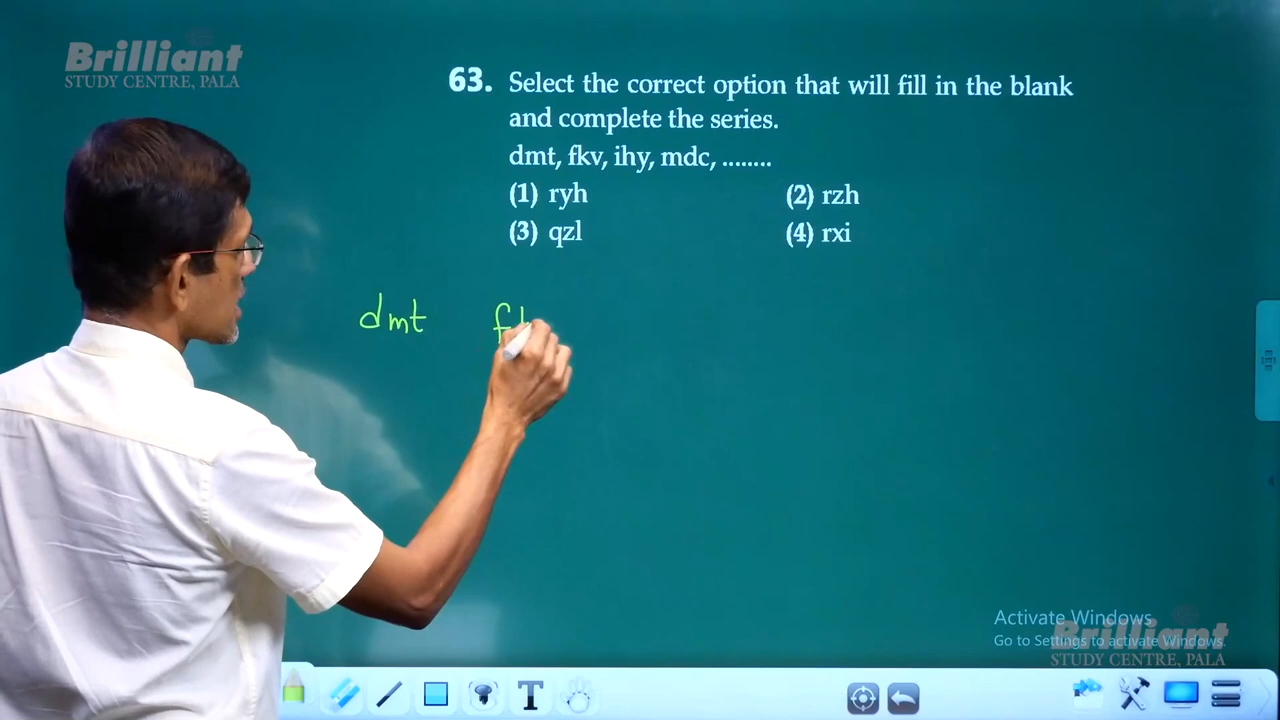 Brilliant
STUDY CENTRE, PALA
63. Select the correct option that will fill in the blank
and complete the series.
dmt, fkv, ihy, mdc, ........
(1) ryh (2) rzh
(3) qzl (4) rxi
dmt f
Activate Windows
Go to Settings to activate Windows.
Brilliant
STUDY CENTRE, PALA
T